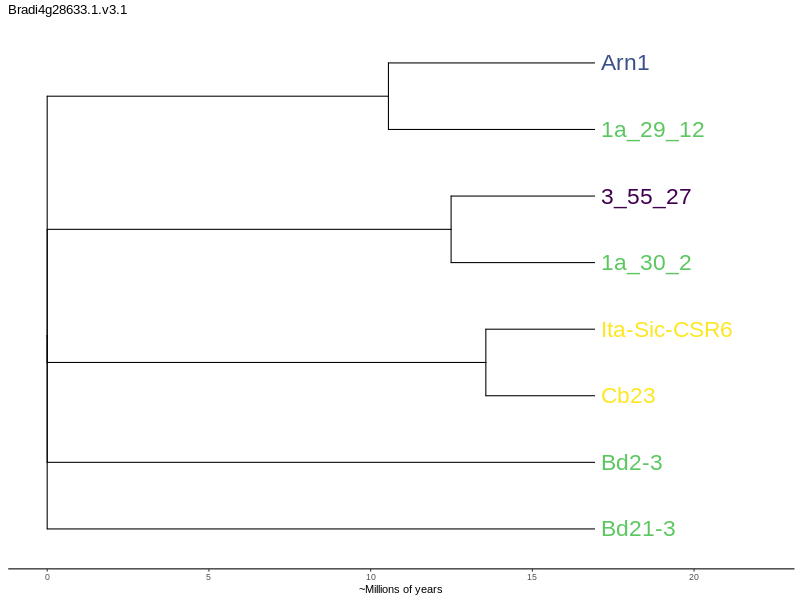 Bradi4g28633.1.v3.1
Arn1
1a_29_12
3_55_27
1a_30_2
Ita-Sic-CSR6
Cb23
Bd2-3
Bd21-3
0 5 10 15 20
~Millions of years